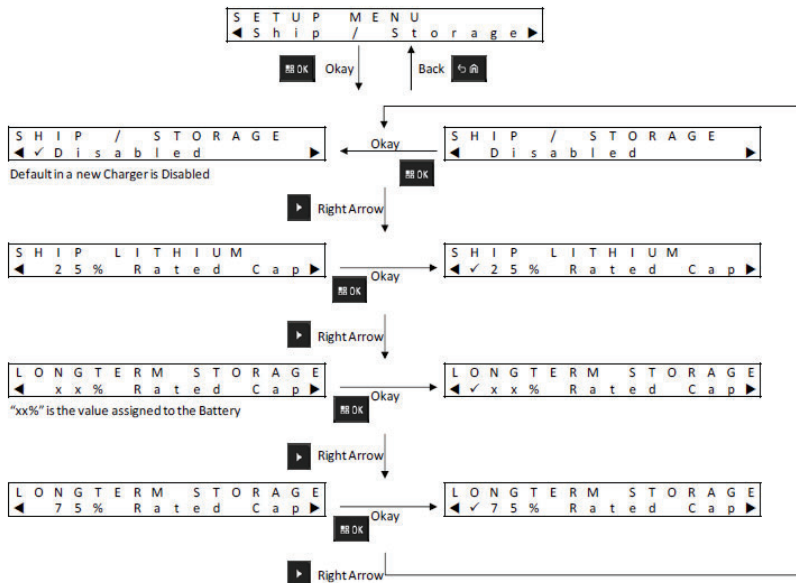 SETUP MENU
◀Ship / Storage▶
OK Okay
Back
SHIP / STORAGE
◀✓Disabled ▶
Default in a new Charger is Disabled
Okay
OK
SHIP / STORAGE
◀ Disabled ▶
Right Arrow
SHIP LITHIUM
◀ 25% Rated Cap▶
Okay
OK
SHIP LITHIUM
◀✓25% Rated Cap▶
Right Arrow
LONGTERM STORAGE
◀ xx% Rated Cap▶
"xx%" is the value assigned to the Battery
Okay
OK
LONGTERM STORAGE
◀✓xx% Rated Cap▶
Right Arrow
LONGTERM STORAGE
◀ 75% Rated Cap▶
Okay
OK
LONGTERM STORAGE
◀✓75% Rated Cap▶
Right Arrow